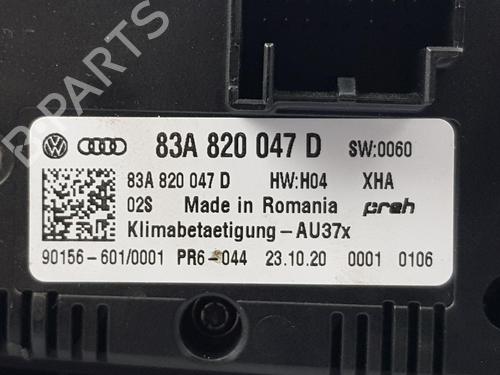 B PARTS
83A 820 047 D SW:0060
83A 820 047 D HW:H04 XHA
02S Made in Romania preh
Klimabetaetigung-AU37x
90156-601/0001 PR6-044 23.10.20 0001 0106